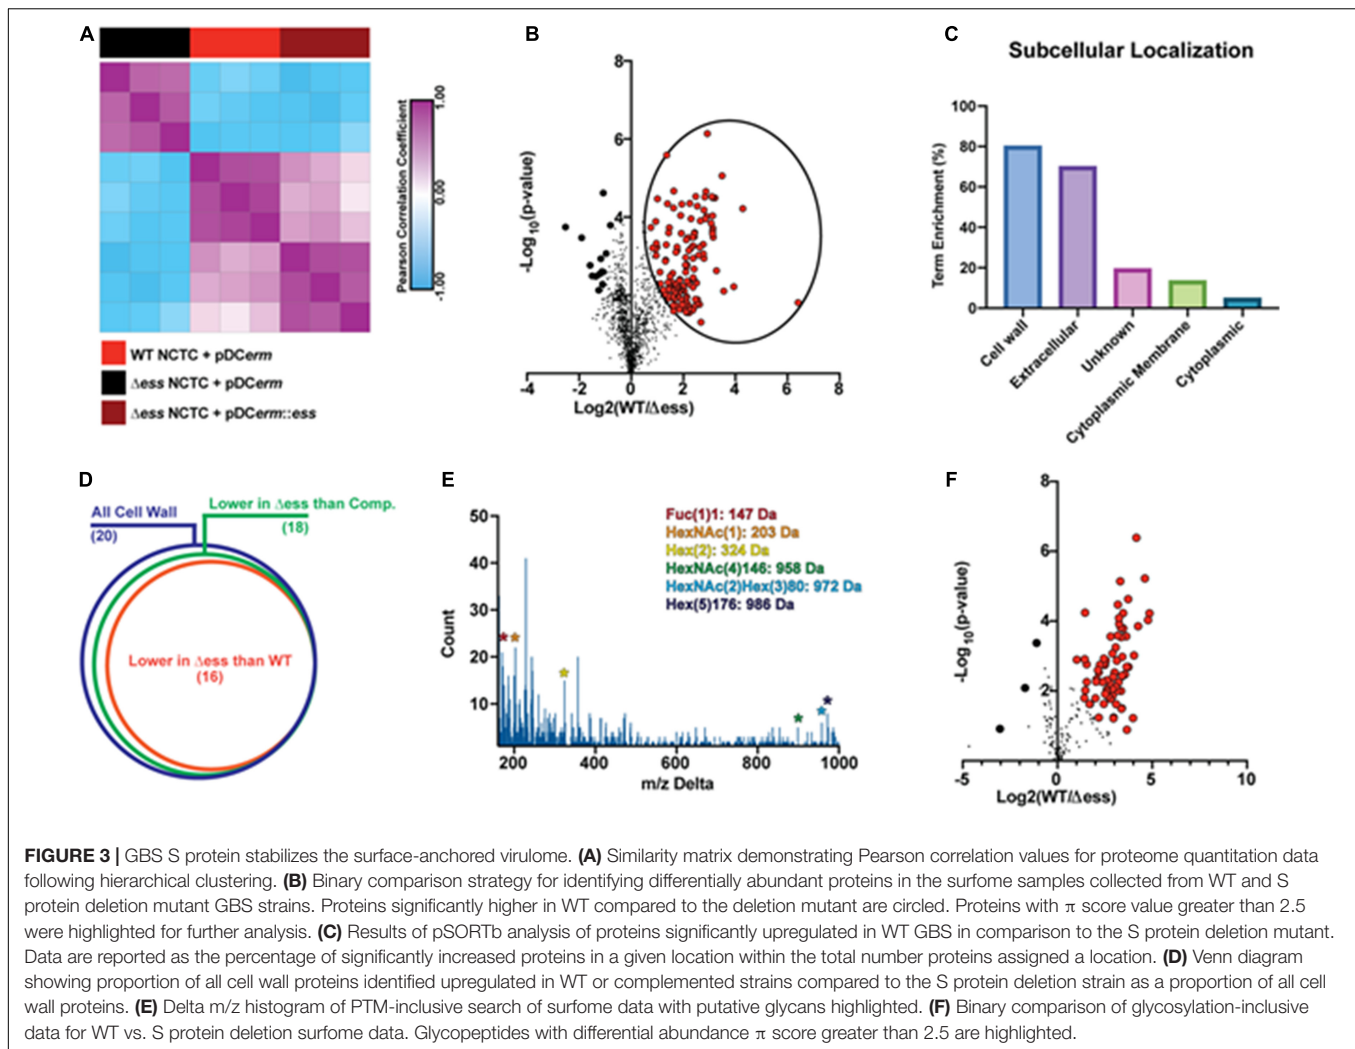 A
1.00
0.00
-1.00
Pearson Correlation Coefficient
WT NCTC + pDCerm
Δess NCTC + pDCerm
Δess NCTC + pDCerm::ess
B
8
6
4
2
-Log10(p-value)
-4 -2 0 2 4 6 8
Log2(WT/Δess)
C
Subcellular Localization
100
80
60
40
20
0
Term Enrichment (%)
Cell wall
Extracellular
Unknown
Cytoplasmic Membrane
Cytoplasmic
D
All Cell Wall
(20)
Lower in Δess than Comp.
(18)
Lower in Δess than WT
(16)
E
50
40
30
20
10
Count
200 400 600 800 1000
m/z Delta
Fuc(1)1: 147 Da
HexNAc(1): 203 Da
Hex(2): 324 Da
HexNAc(4)146: 958 Da
HexNAc(2)Hex(3)80: 972 Da
Hex(5)176: 986 Da
F
8
6
4
2
-Log10(p-value)
-5 0 5 10
Log2(WT/Δess)
FIGURE 3 | GBS S protein stabilizes the surface-anchored virulome. (A) Similarity matrix demonstrating Pearson correlation values for proteome quantitation data
following hierarchical clustering. (B) Binary comparison strategy for identifying differentially abundant proteins in the surfome samples collected from WT and S
protein deletion mutant GBS strains. Proteins significantly higher in WT compared to the deletion mutant are circled. Proteins with π score value greater than 2.5
were highlighted for further analysis. (C) Results of pSORTb analysis of proteins significantly upregulated in WT GBS in comparison to the S protein deletion mutant.
Data are reported as the percentage of significantly increased proteins in a given location within the total number proteins assigned a location. (D) Venn diagram
showing proportion of all cell wall proteins identified upregulated in WT or complemented strains compared to the S protein deletion strain as a proportion of all cell
wall proteins. (E) Delta m/z histogram of PTM-inclusive search of surfome data with putative glycans highlighted. (F) Binary comparison of glycosylation-inclusive
data for WT vs. S protein deletion surfome data. Glycopeptides with differential abundance π score greater than 2.5 are highlighted.